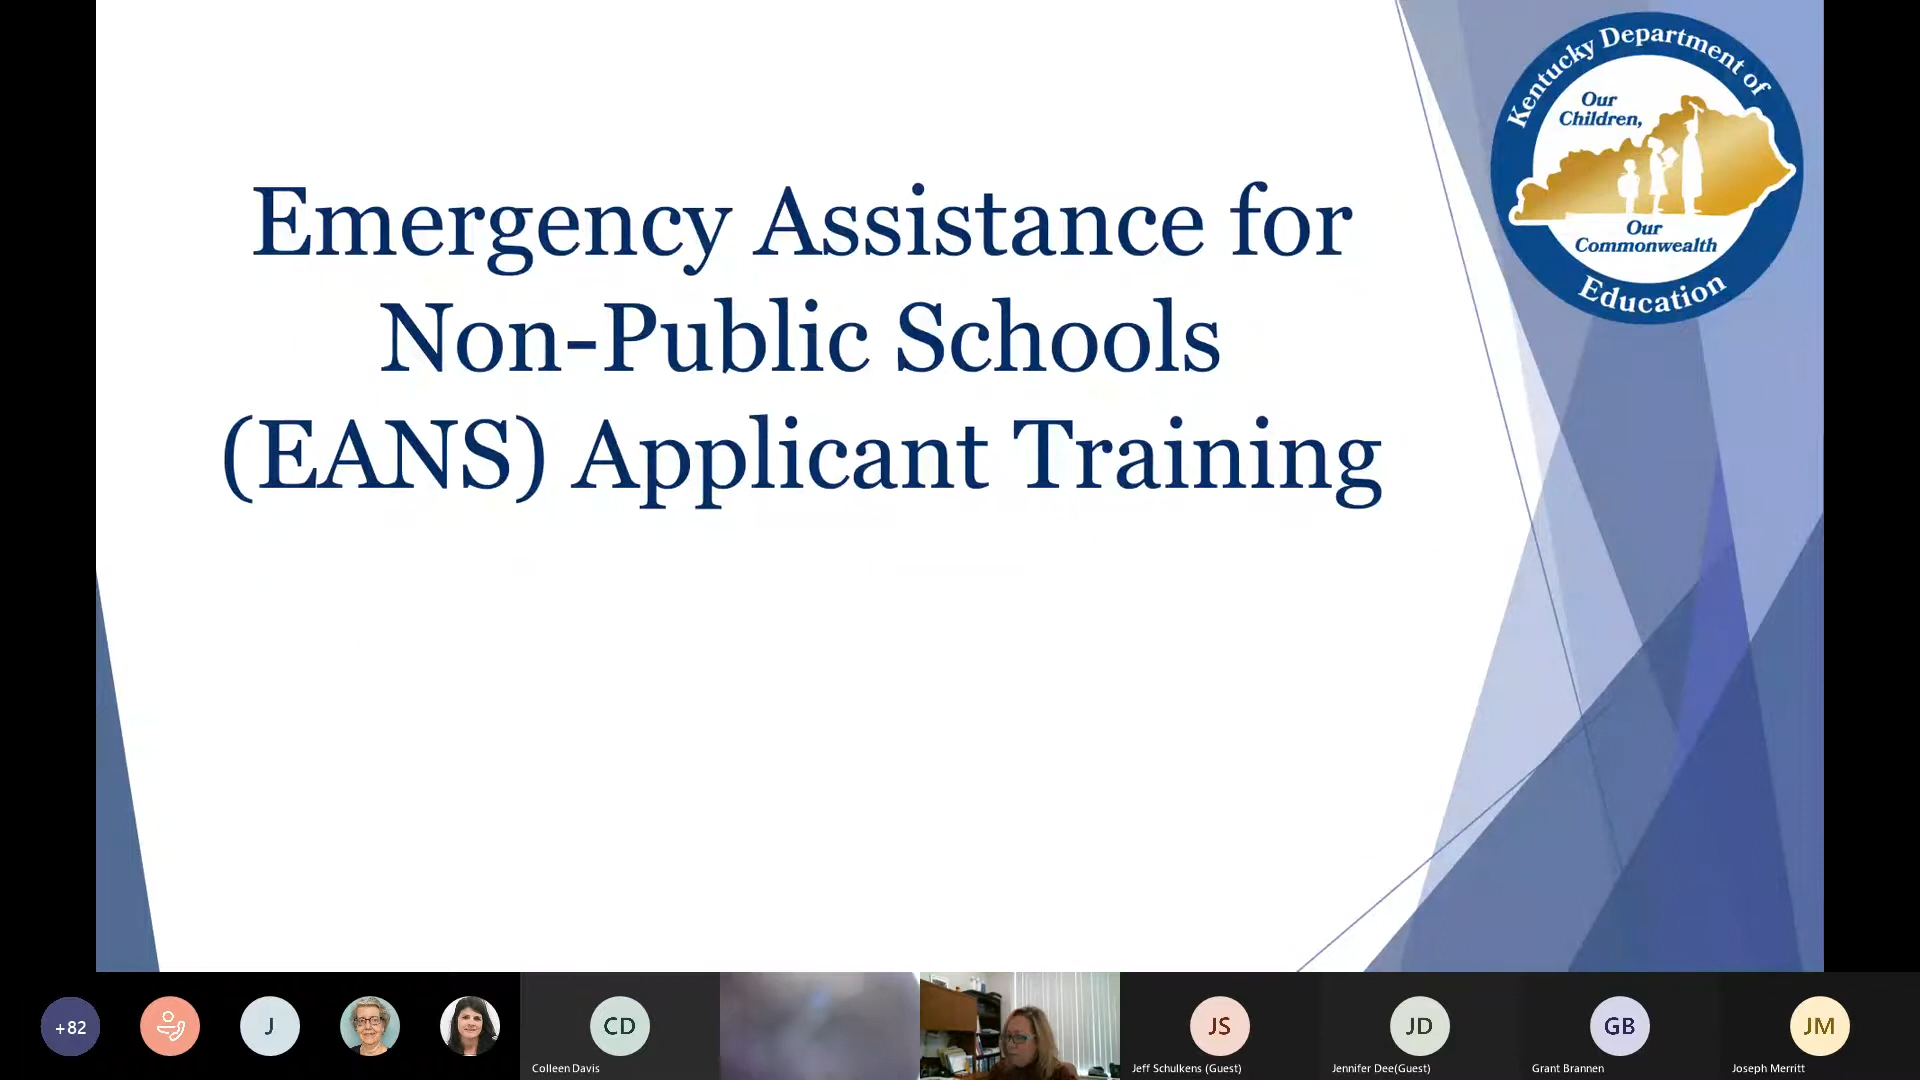 Kentucky Department of
Our
Children,
Our
Commonwealth
Education
Emergency Assistance for
Non-Public Schools
(EANS) Applicant Training
+82
J
CD
Colleen Davis
JS
Jeff Schulkens (Guest)
JD
Jennifer Dee(Guest)
GB
Grant Brannen
JM
Joseph Merritt